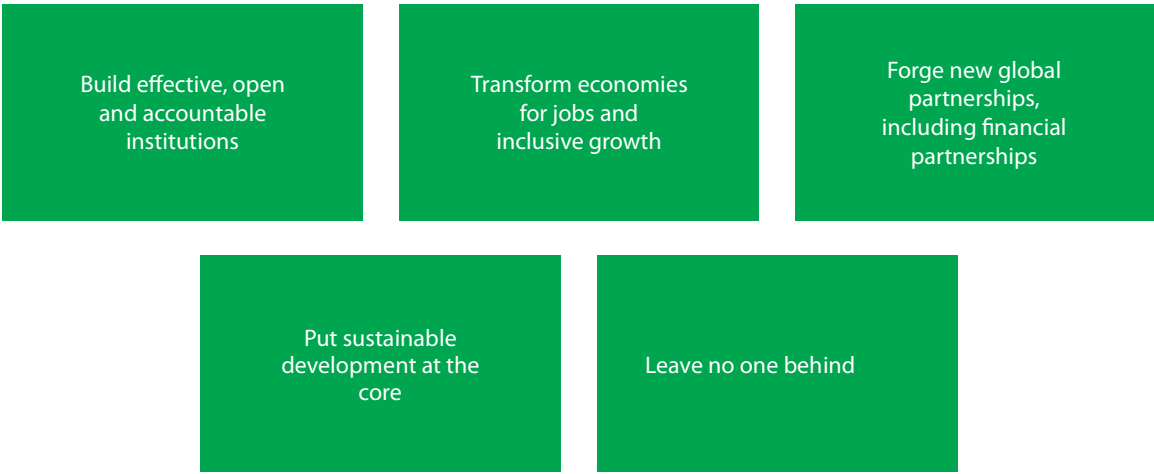 Build effective, open
and accountable
institutions
Transform economies
for jobs and
inclusive growth
Forge new global
partnerships,
including financial
partnerships
Put sustainable
development at the
core
Leave no one behind